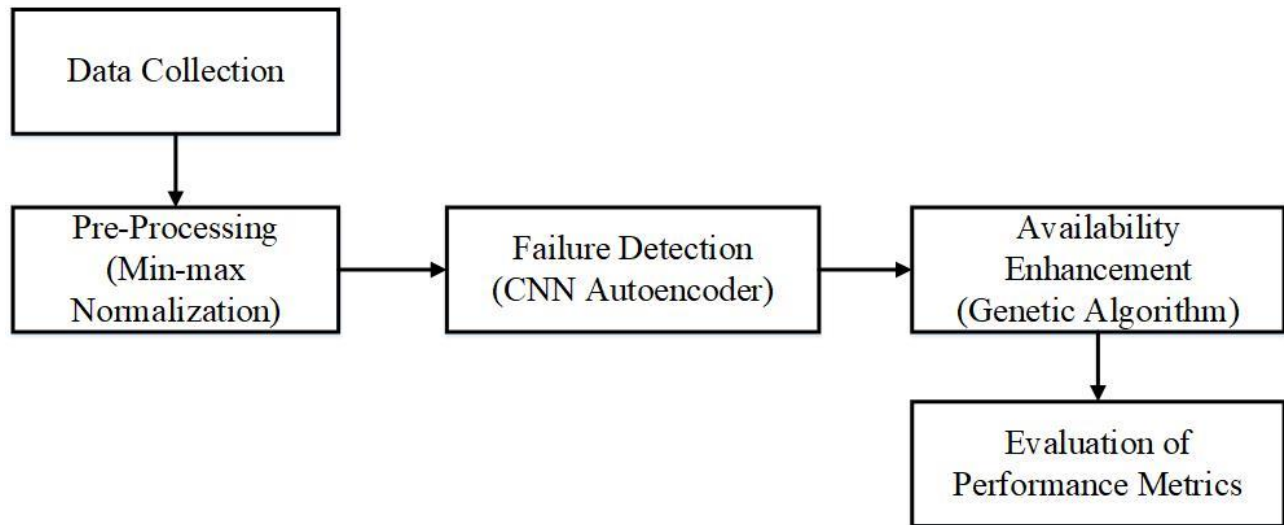 Data Collection
Pre-Processing
(Min-max
Normalization)
Failure Detection
(CNN Autoencoder)
Availability
Enhancement
(Genetic Algorithm)
Evaluation of
Performance Metrics